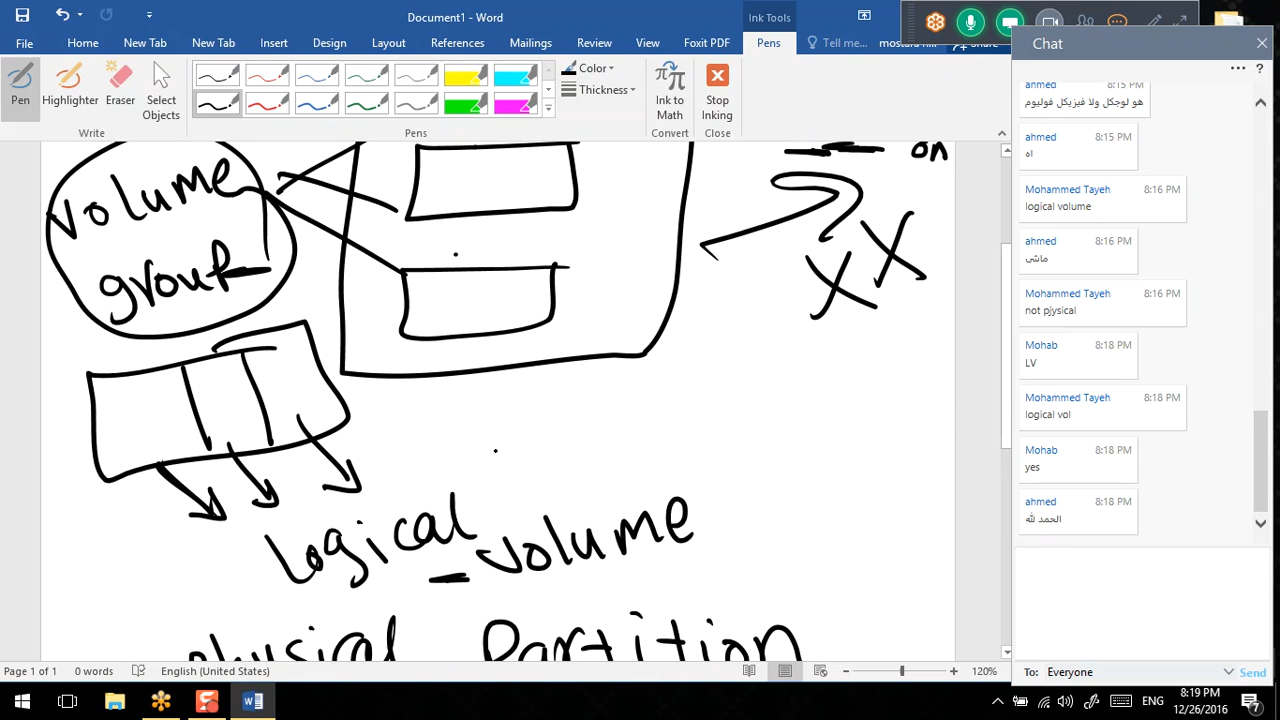 Document1 - Word
Ink Tools
File
Home
New Tab
New Tab
Insert
Design
Layout
References
Mailings
Review
View
Foxit PDF
Pens
Tell me...
Share
Pen
Highlighter
Eraser
Select
Objects
Color
Thickness
Ink to
Math
Stop
Inking
Write
Pens
Convert
Close
volume
group
on
X X
logical volume
physical Partition
Chat
ahmed 8:15 PM
هو لوجكل ولا فيزيكل فوليوم
ahmed 8:15 PM
اه
Mohammed Tayeh 8:16 PM
logical volume
ahmed 8:16 PM
ماشى
Mohammed Tayeh 8:16 PM
not pjysical
Mohab 8:18 PM
LV
Mohammed Tayeh 8:18 PM
logical vol
Mohab 8:18 PM
yes
ahmed 8:18 PM
الحمد لله
To: Everyone
Send
Page 1 of 1
0 words
English (United States)
120%
ENG
8:19 PM
12/26/2016
7